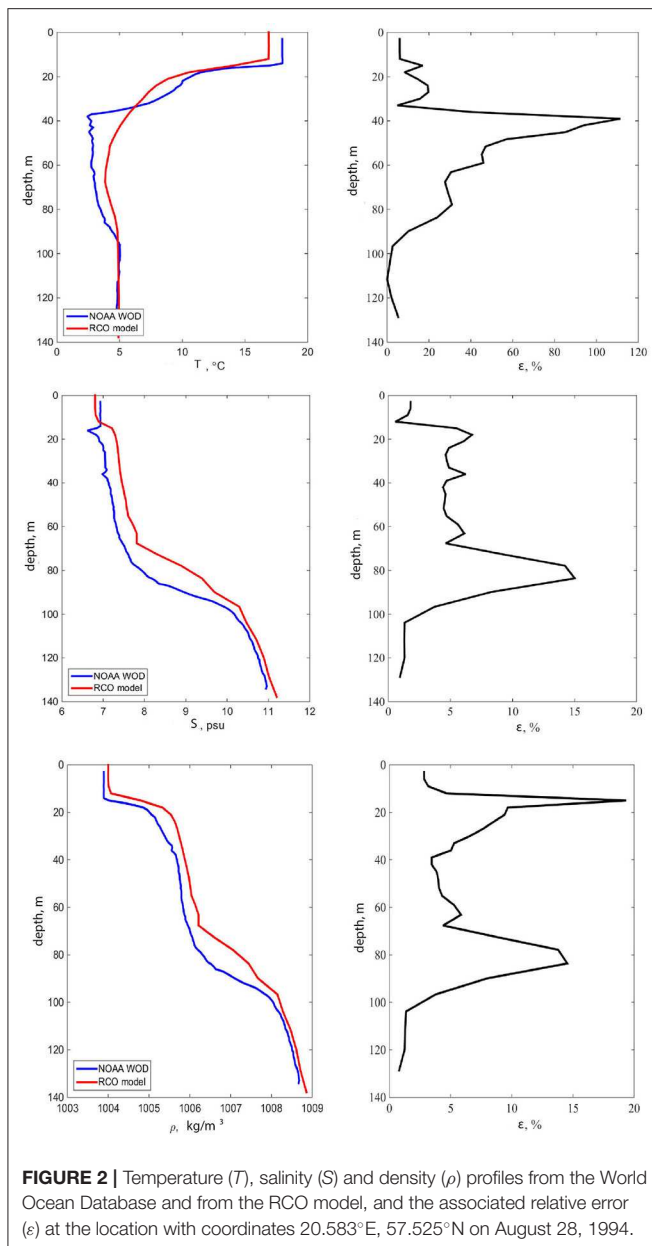 0
20
40
60
80
100
120
140
depth, m
NOAA WOD
RCO model
0 5 10 15 20
T , °C
0
20
40
60
80
100
120
140
depth, m
0 20 40 60 80 100 120
ε, %
0
20
40
60
80
100
120
140
depth, m
NOAA WOD
RCO model
6 7 8 9 10 11 12
S , psu
0
20
40
60
80
100
120
140
depth, m
0 5 10 15 20
ε, %
0
20
40
60
80
100
120
140
depth, m
NOAA WOD
RCO model
1003 1004 1005 1006 1007 1008 1009
ρ, kg/m 3
0
20
40
60
80
100
120
140
depth, m
0 5 10 15 20
ε, %
FIGURE 2 | Temperature (T), salinity (S) and density (ρ) profiles from the World
Ocean Database and from the RCO model, and the associated relative error
(ε) at the location with coordinates 20.583°E, 57.525°N on August 28, 1994.